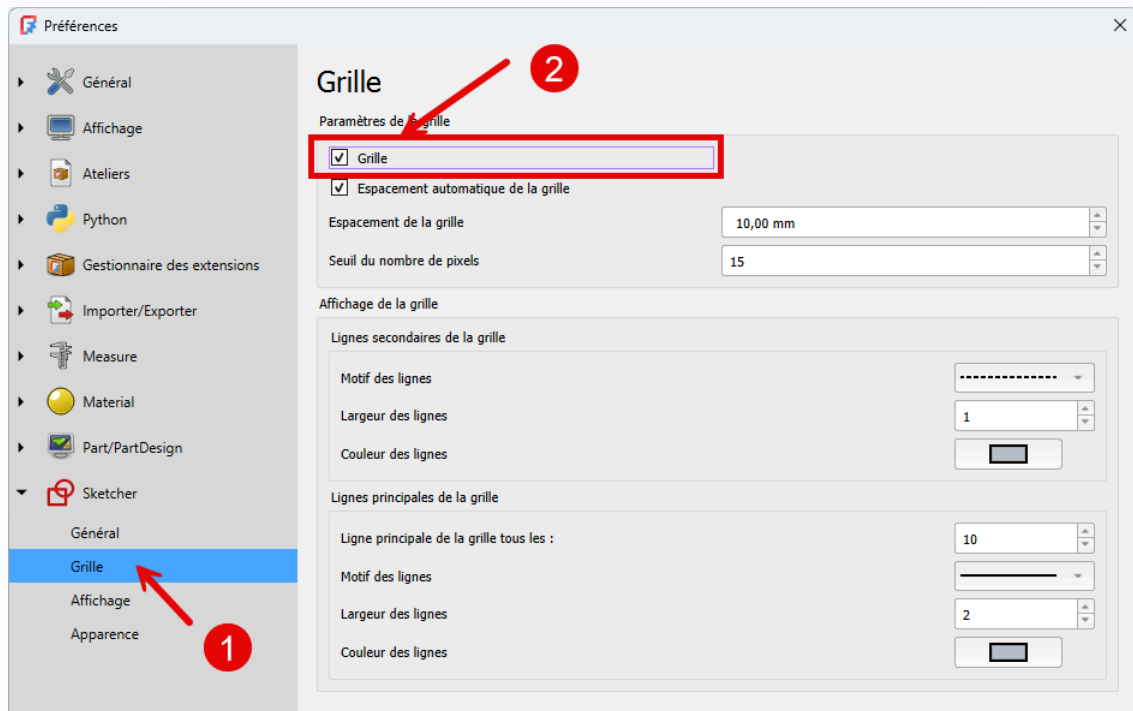 Préférences
Général
Affichage
Ateliers
Python
Gestionnaire des extensions
Importer/Exporter
Measure
Material
Part/PartDesign
Sketcher
Général
Grille
Affichage
Apparence
1
Grille
2
Paramètres de la grille
Grille
Espacement automatique de la grille
Espacement de la grille 10,00 mm
Seuil du nombre de pixels 15
Affichage de la grille
Lignes secondaires de la grille
Motif des lignes
Largeur des lignes 1
Couleur des lignes
Lignes principales de la grille
Ligne principale de la grille tous les : 10
Motif des lignes
Largeur des lignes 2
Couleur des lignes